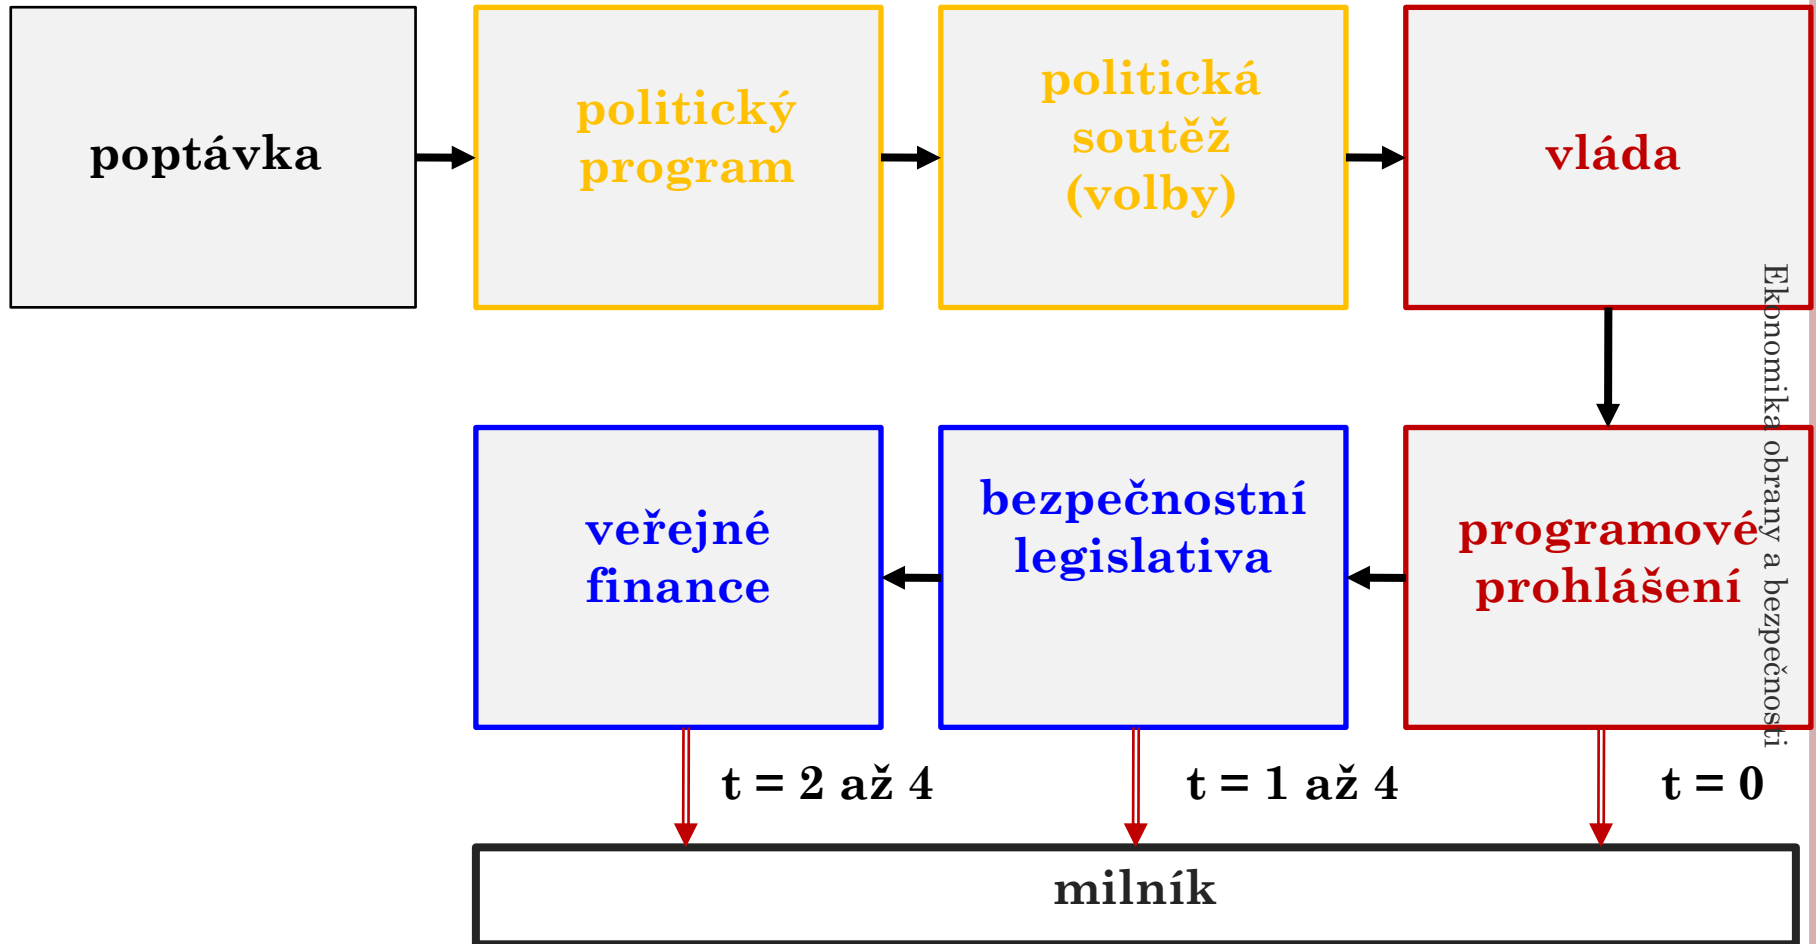 poptávka
politický
program
politická
soutěž
(volby)
vláda
Ekonomika obrany a bezpečnosti
veřejné
finance
bezpečnostní
legislativa
programové
prohlášení
t = 2 až 4
t = 1 až 4
t = 0
milník